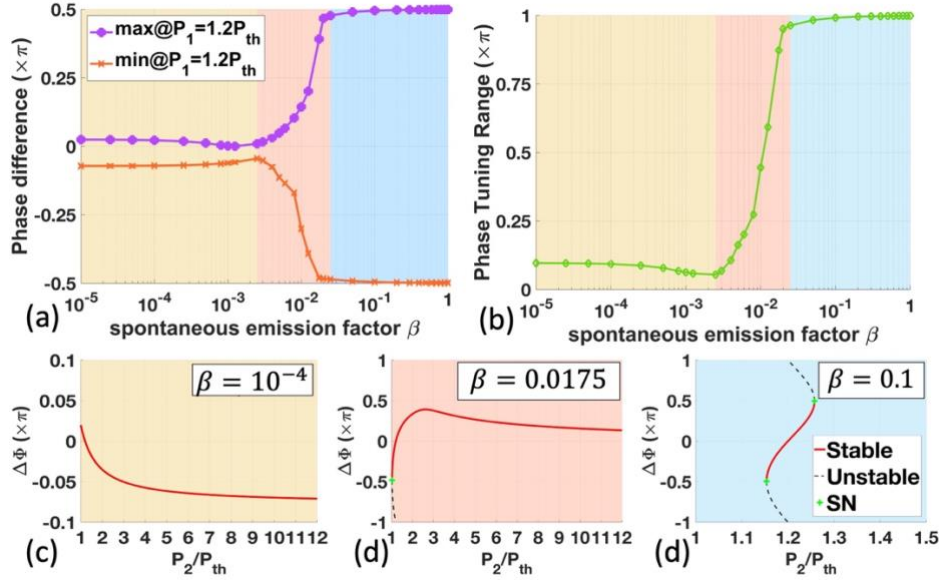 0.5
0.25
0
-0.25
-0.5
Phase difference (×π)
max@P₁=1.2Pₜₕ
min@P₁=1.2Pₜₕ
10⁻⁵
10⁻⁴
10⁻³
10⁻²
10⁻¹
1
(a)
spontaneous emission factor β
1
0.75
0.5
0.25
0
Phase Tuning Range (×π)
10⁻⁵
10⁻⁴
10⁻³
10⁻²
10⁻¹
1
(b)
spontaneous emission factor β
0.1
0.05
0
-0.05
-0.1
ΔΦ (×π)
β = 10⁻⁴
1 2 3 4 5 6 7 8 9 10 11 12
(c)
P₂/Pₜₕ
1
0.5
0
-0.5
-1
ΔΦ (×π)
β = 0.0175
1 2 3 4 5 6 7 8 9 10 11 12
(d)
P₂/Pₜₕ
1
0.5
0
-0.5
-1
ΔΦ (×π)
β = 0.1
Stable
Unstable
SN
1 1.1 1.2 1.3 1.4 1.5
(d)
P₂/Pₜₕ